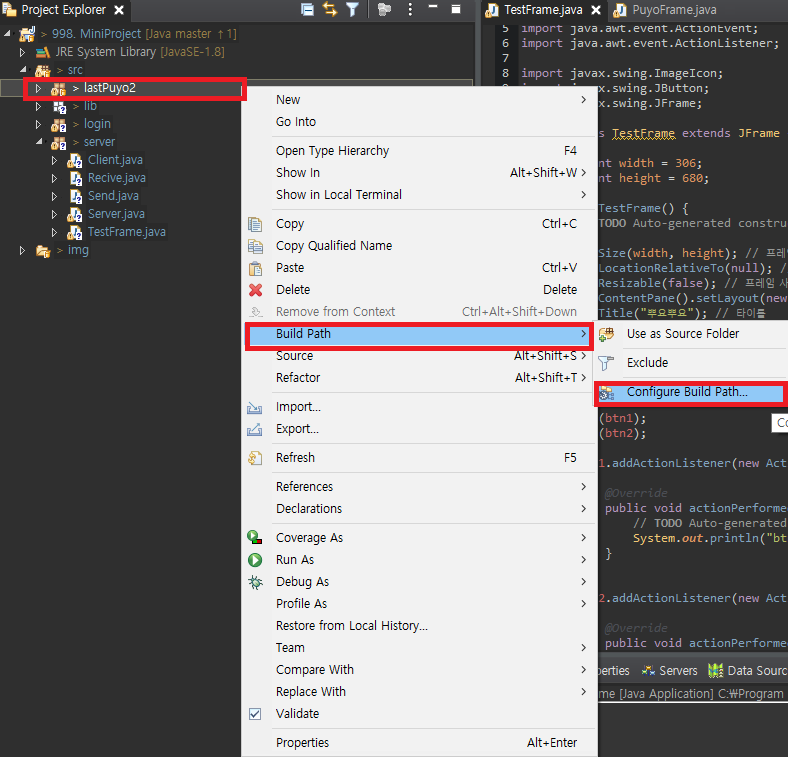 Project Explorer
> 998. MiniProject [Java master ↑1]
JRE System Library [JavaSE-1.8]
> src
> lastPuyo2
> lib
> login
> server
Client.java
Recive.java
Send.java
Server.java
TestFrame.java
> img
New
Go Into
Open Type Hierarchy F4
Show In Alt+Shift+W
Show in Local Terminal
Copy Ctrl+C
Copy Qualified Name
Paste Ctrl+V
Delete Delete
Remove from Context Ctrl+Alt+Shift+Down
Build Path
Source Alt+Shift+S
Refactor Alt+Shift+T
Import...
Export...
Refresh F5
References
Declarations
Coverage As
Run As
Debug As
Profile As
Restore from Local History...
Team
Compare With
Replace With
Validate
Properties Alt+Enter
Use as Source Folder
Exclude
Configure Build Path...
Co
TestFrame.java PuyoFrame.java
5 import java.awt.event.ActionEvent;
6 import java.awt.event.ActionListener;
7
8 import javax.swing.ImageIcon;
x.swing.JButton;
x.swing.JFrame;
s TestFrame extends JFrame
nt width = 306;
nt height = 680;
TestFrame() {
TODO Auto-generated constru
Size(width, height); // 프레임
LocationRelativeTo(null); /
Resizable(false); // 프레임 사
ContentPane().setLayout(new
Title("뿌요뿌요"); // 타이틀
(btn1);
(btn2);
1.addActionListener(new Act
@Override
public void actionPerforme
// TODO Auto-generated
System.out.println("bt
}
2.addActionListener(new Act
@Override
public void actionPerforme
perties Servers Data Sourc
me [Java Application] C:₩Program